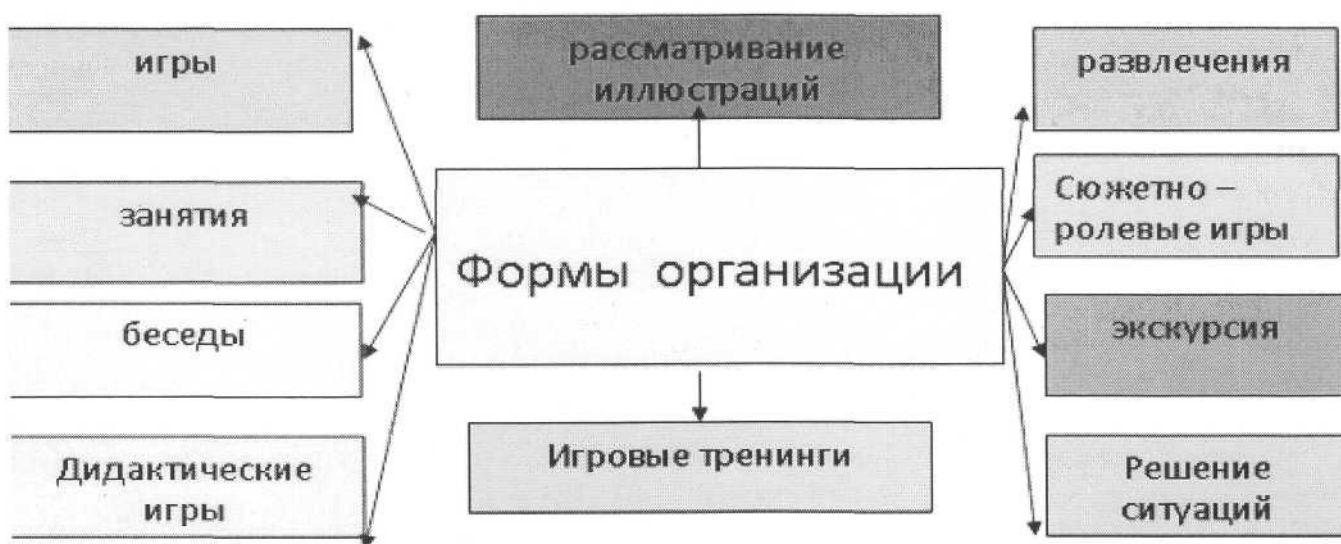 игры
рассматривание
иллюстраций
развлечения
занятия
Сюжетно –
ролевые игры
Формы организации
беседы
экскурсия
Дидактические
игры
Игровые тренинги
Решение
ситуаций